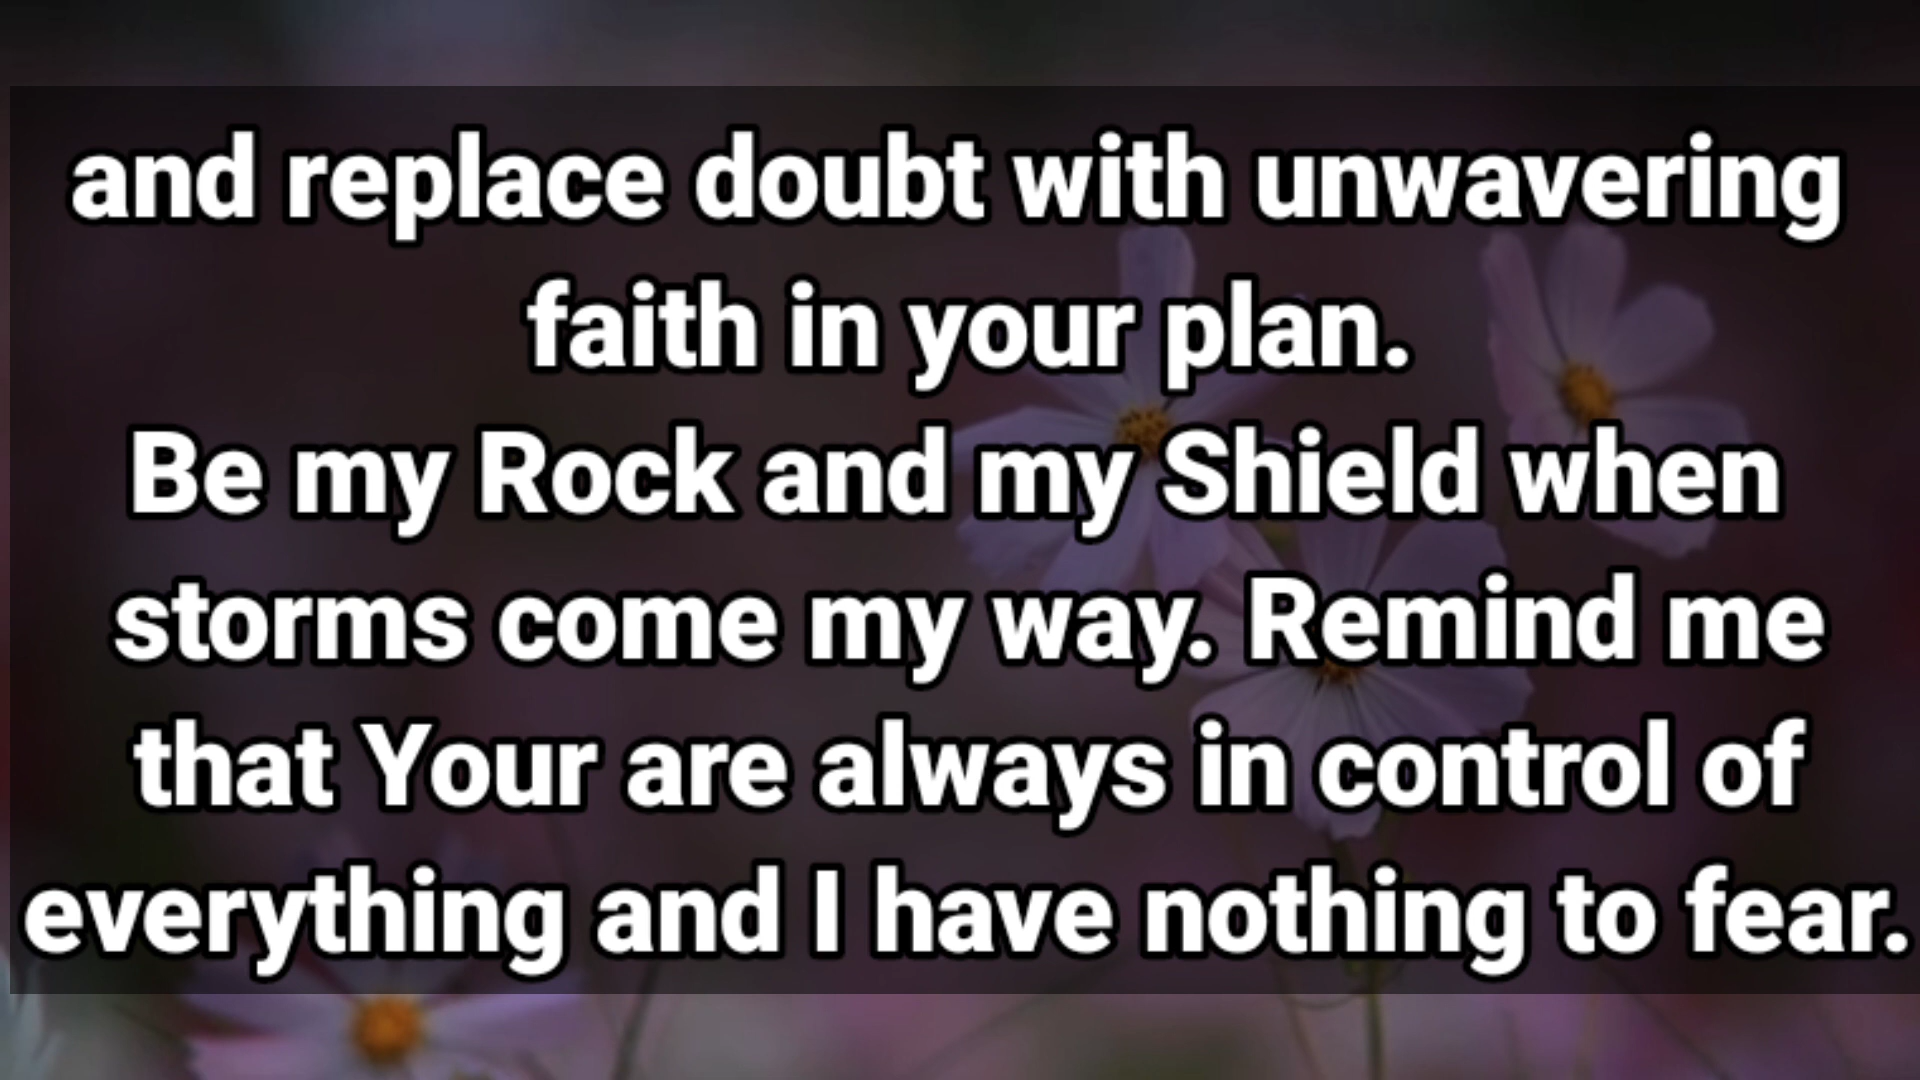 and replace doubt with unwavering
faith in your plan.
Be my Rock and my Shield when
storms come my way. Remind me
that Your are always in control of
everything and I have nothing to fear.